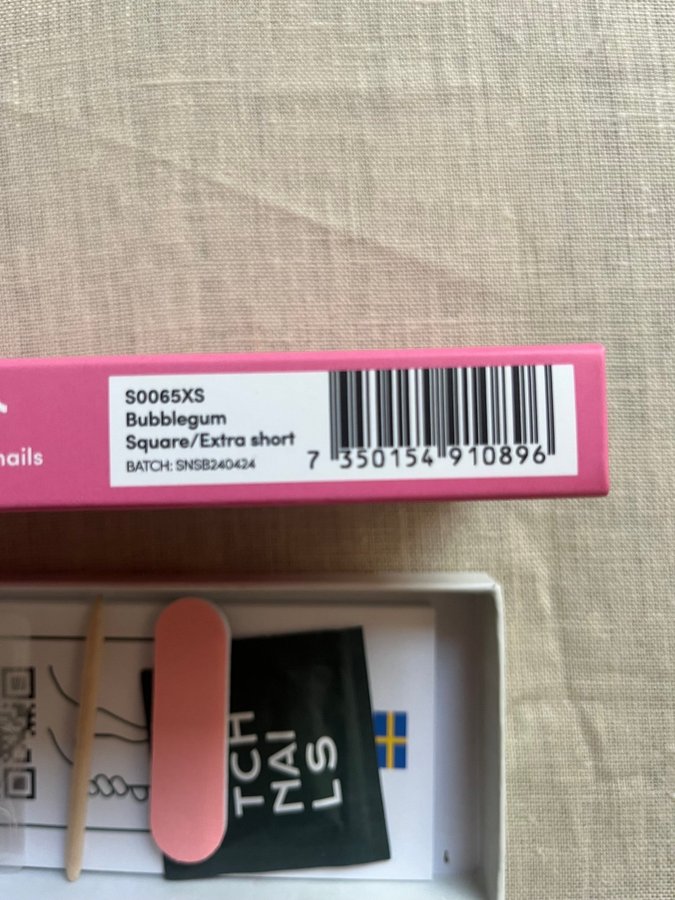 S0065XS
Bubblegum
Square/Extra short
BATCH: SNSB240424
7 350154 910896
nails
TCH
NAI
LS